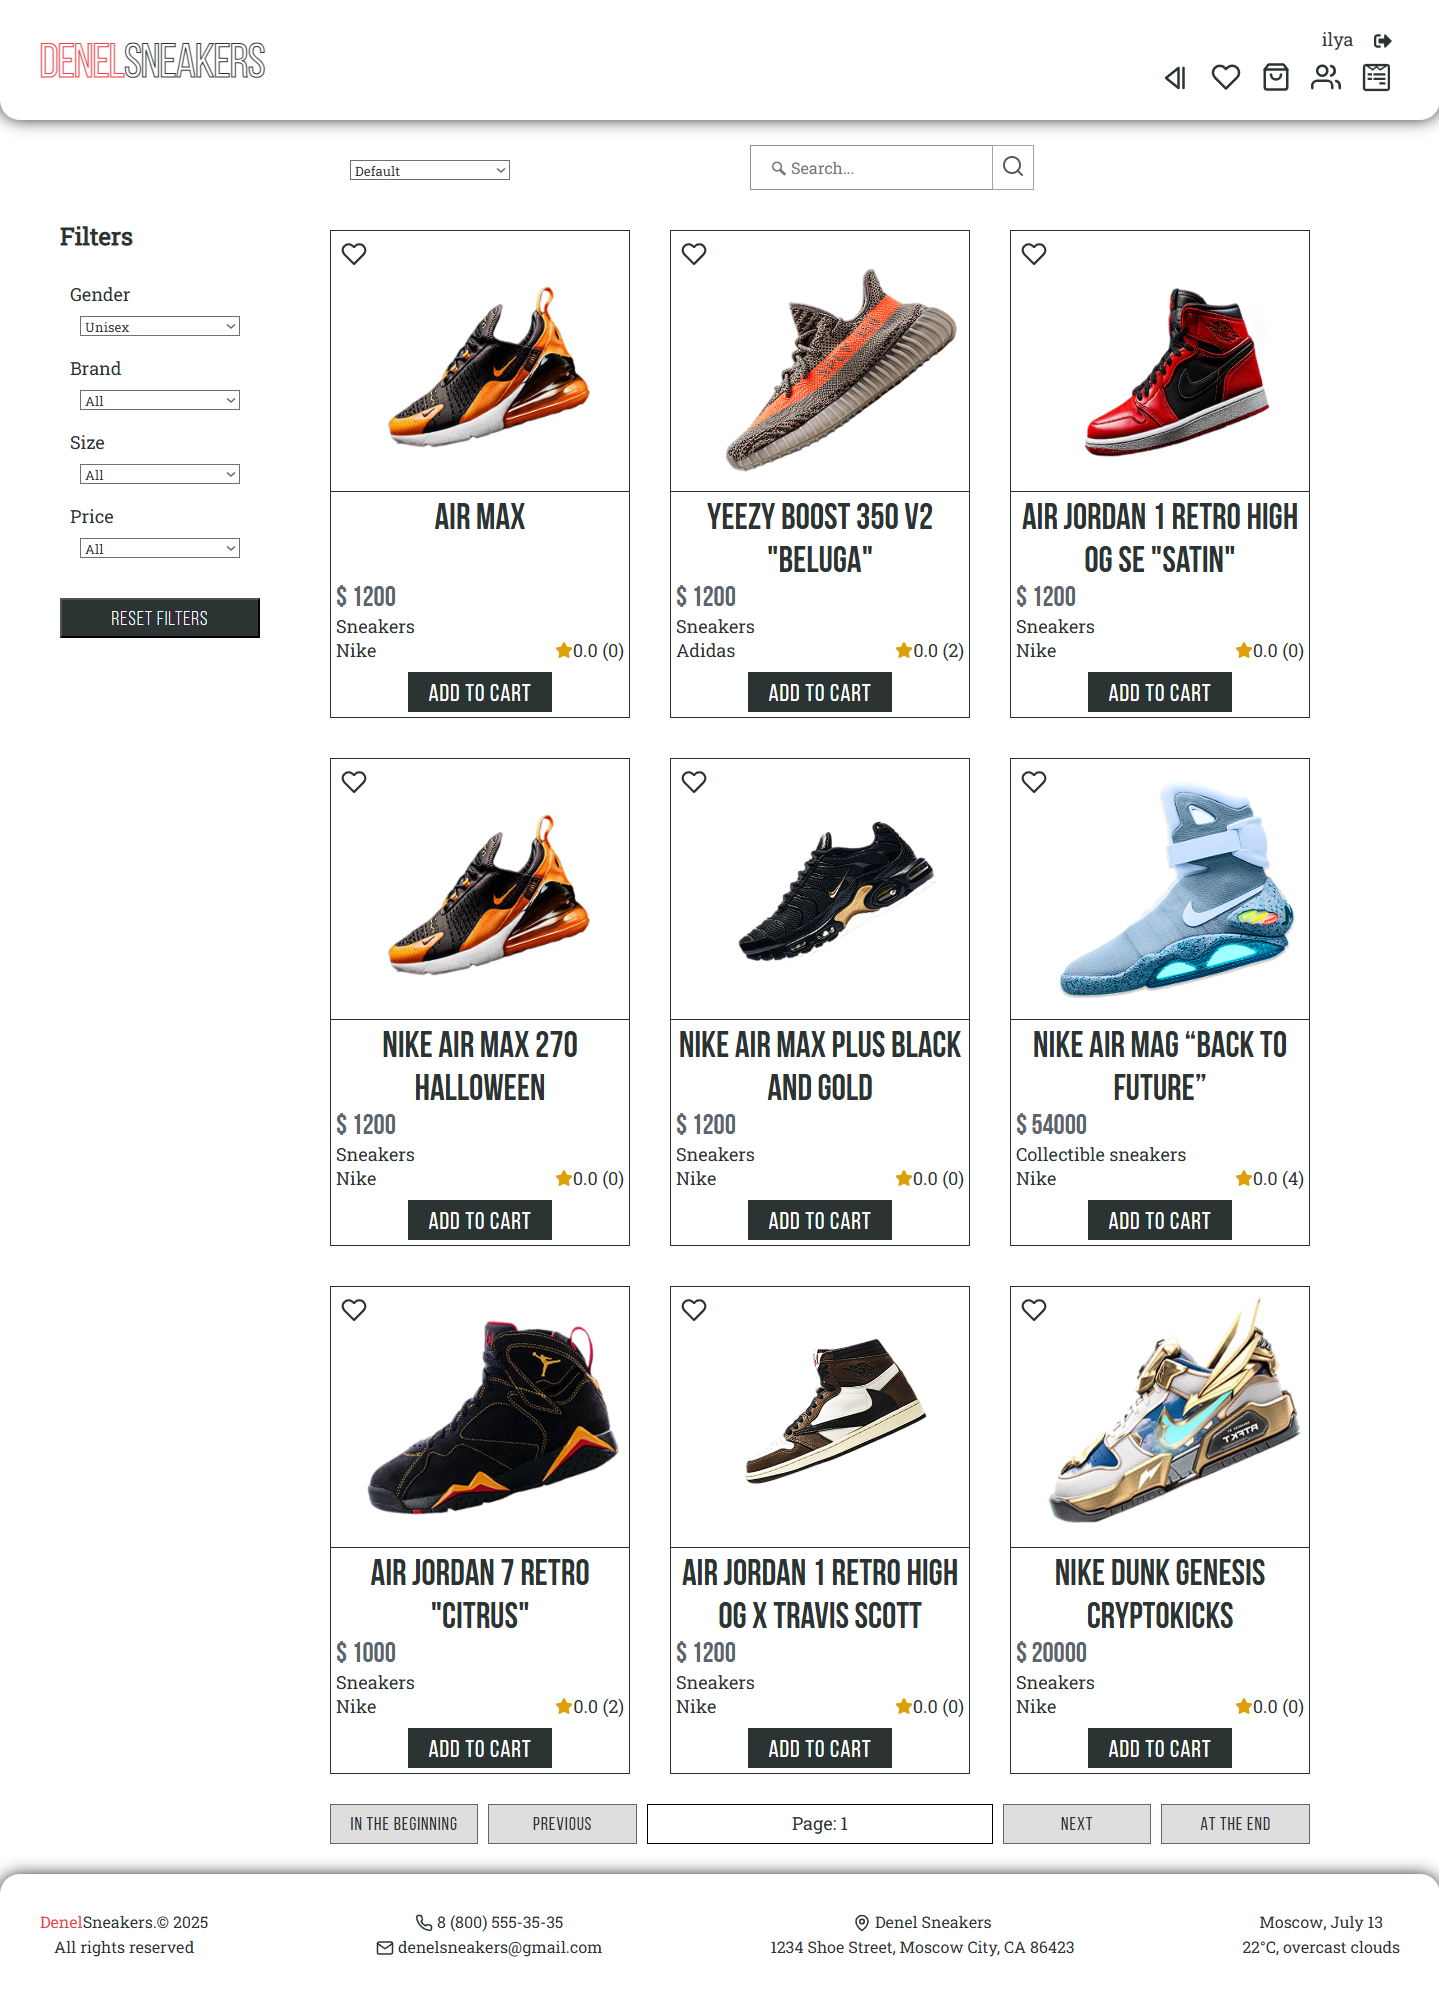 DENELSNEAKERS
ilya
Default
Search...
Filters
Gender
Unisex
Brand
All
Size
All
Price
All
RESET FILTERS
AIR MAX
$ 1200
Sneakers
Nike
0.0 (0)
ADD TO CART
YEEZY BOOST 350 V2
"BELUGA"
$ 1200
Sneakers
Adidas
0.0 (2)
ADD TO CART
AIR JORDAN 1 RETRO HIGH
OG SE "SATIN"
$ 1200
Sneakers
Nike
0.0 (0)
ADD TO CART
NIKE AIR MAX 270
HALLOWEEN
$ 1200
Sneakers
Nike
0.0 (0)
ADD TO CART
NIKE AIR MAX PLUS BLACK
AND GOLD
$ 1200
Sneakers
Nike
0.0 (0)
ADD TO CART
NIKE AIR MAG “BACK TO
FUTURE”
$ 54000
Collectible sneakers
Nike
0.0 (4)
ADD TO CART
AIR JORDAN 7 RETRO
"CITRUS"
$ 1000
Sneakers
Nike
0.0 (2)
ADD TO CART
AIR JORDAN 1 RETRO HIGH
OG X TRAVIS SCOTT
$ 1200
Sneakers
Nike
0.0 (0)
ADD TO CART
NIKE DUNK GENESIS
CRYPTOKICKS
$ 20000
Sneakers
Nike
0.0 (0)
ADD TO CART
IN THE BEGINNING
PREVIOUS
Page: 1
NEXT
AT THE END
DenelSneakers.© 2025
All rights reserved
8 (800) 555-35-35
denelsneakers@gmail.com
Denel Sneakers
1234 Shoe Street, Moscow City, CA 86423
Moscow, July 13
22°C, overcast clouds